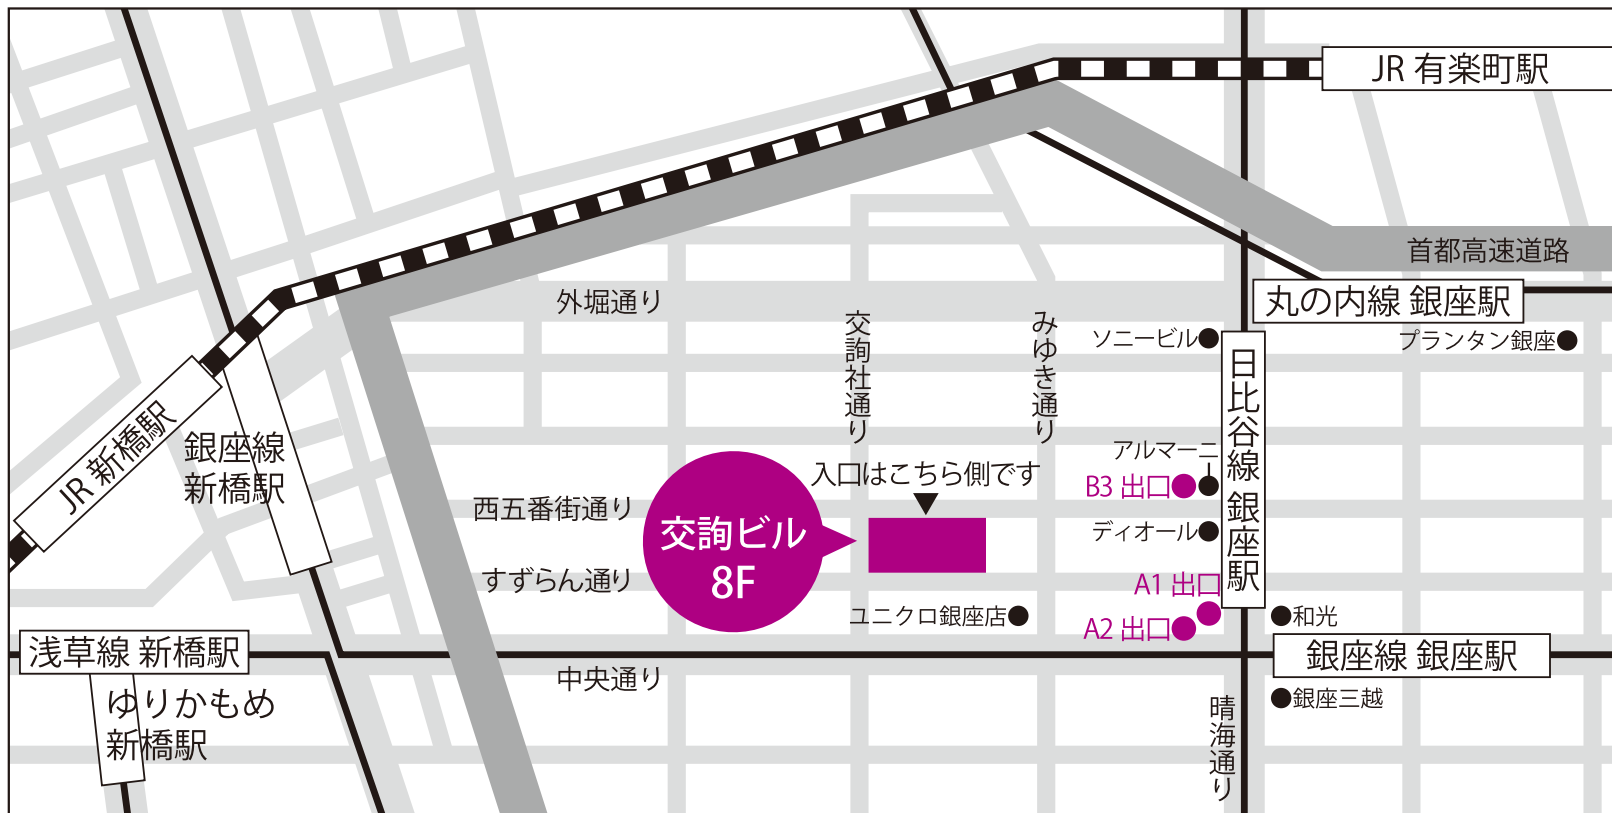 JR 有楽町駅
首都高速道路
丸の内線 銀座駅
外堀通り
交詢社通り
みゆき通り
ソニービル
プランタン銀座
日比谷線 銀座駅
JR 新橋駅
銀座線
新橋駅
アルマーニ
入口はこちら側です
B3 出口
西五番街通り
交詢ビル
8F
ディオール
すずらん通り
A1 出口
ユニクロ銀座店
A2 出口
和光
浅草線 新橋駅
銀座線 銀座駅
中央通り
ゆりかもめ
新橋駅
銀座三越
晴海通り